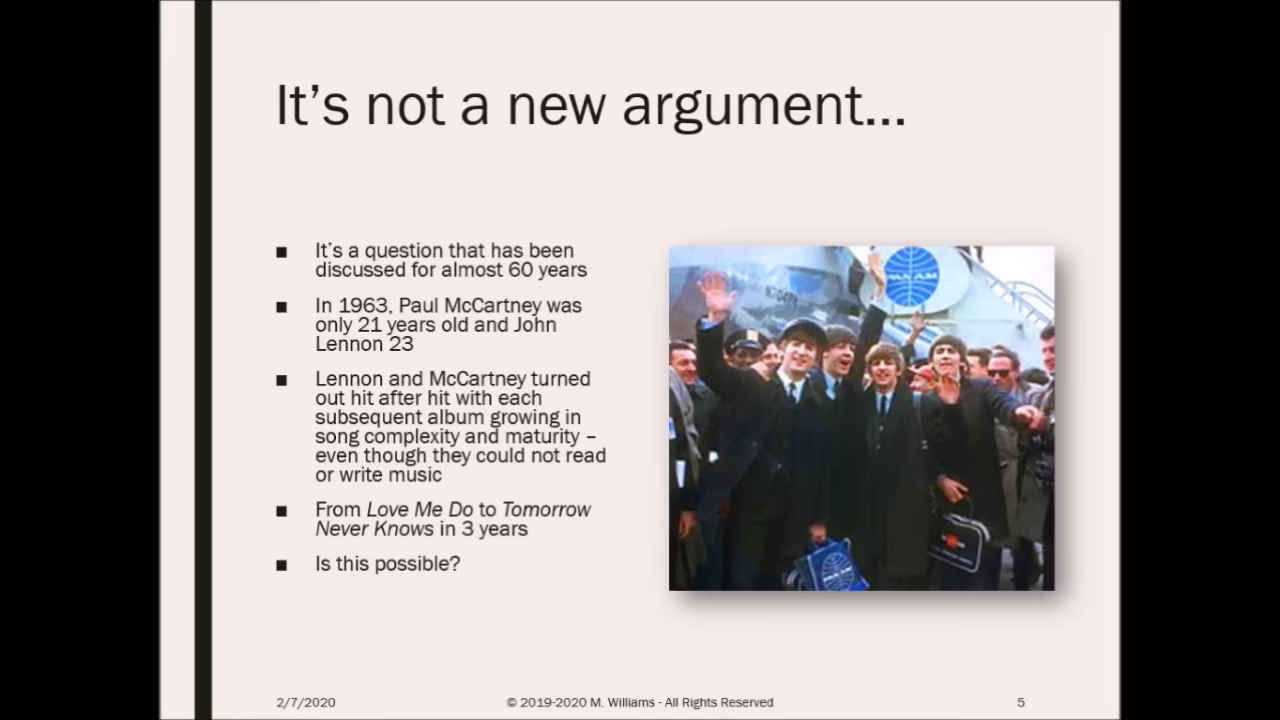 It's not a new argument...
■ It's a question that has been
discussed for almost 60 years
■ In 1963, Paul McCartney was
only 21 years old and John
Lennon 23
■ Lennon and McCartney turned
out hit after hit with each
subsequent album growing in
song complexity and maturity –
even though they could not read
or write music
■ From Love Me Do to Tomorrow
Never Knows in 3 years
■ Is this possible?
PAN AM
PAN AM
2/7/2020
© 2019-2020 M. Williams - All Rights Reserved
5